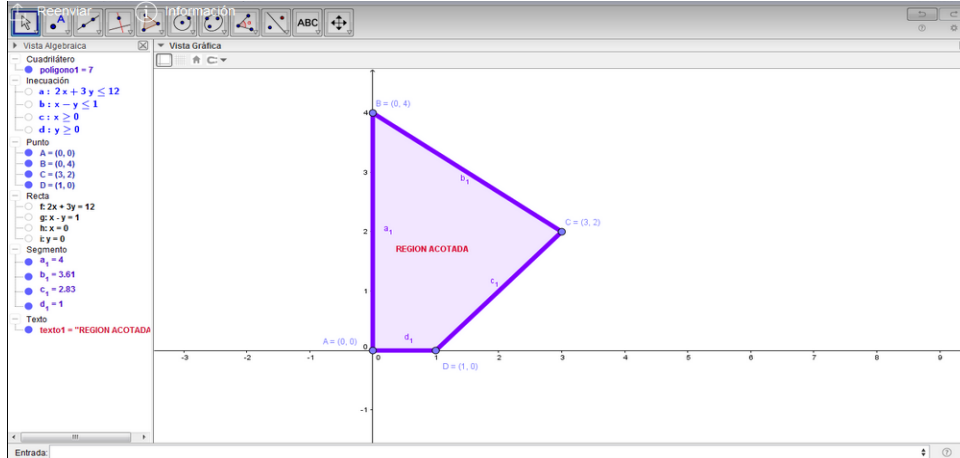 Reenviar
Información
ABC
Vista Algebraica
Vista Gráfica
Cuadrilátero
polígono1 = 7
Inecuación
a : 2 x + 3 y ≤ 12
b : x − y ≤ 1
c : x ≥ 0
d : y ≥ 0
Punto
A = (0, 0)
B = (0, 4)
C = (3, 2)
D = (1, 0)
Recta
f: 2x + 3y = 12
g: x - y = 1
h: x = 0
i: y = 0
Segmento
a₁ = 4
b₁ = 3.61
c₁ = 2.83
d₁ = 1
Texto
texto1 = "REGION ACOTADA
B = (0, 4)
4
3
b₁
C = (3, 2)
2
a₁
REGION ACOTADA
c₁
1
d₁
A = (0, 0)
0
-3 -2 -1 0 1 2 3 4 5 6 7 8 9
D = (1, 0)
-1
Entrada: